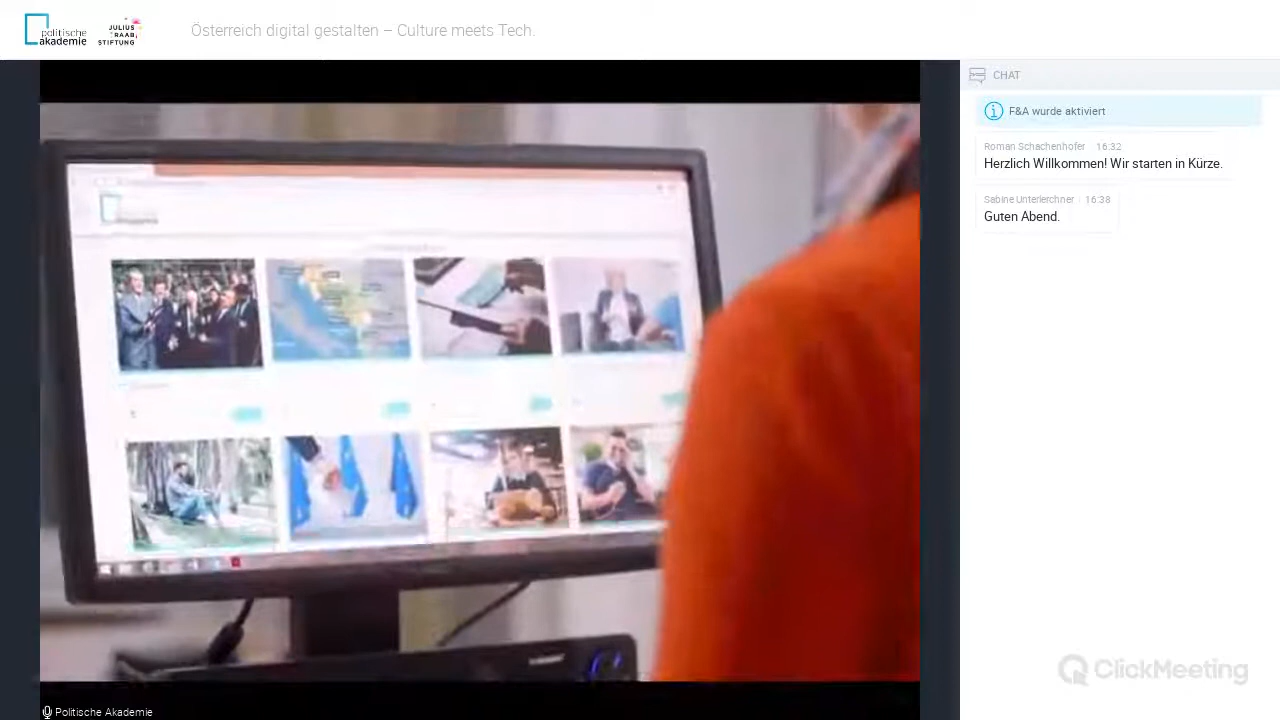 politische
akademie
JULIUS
RAAB
STIFTUNG
Österreich digital gestalten – Culture meets Tech.
CHAT
F&A wurde aktiviert
Roman Schachenhofer 16:32
Herzlich Willkommen! Wir starten in Kürze.
Sabine Unterlerchner 16:38
Guten Abend.
ClickMeeting
Politische Akademie